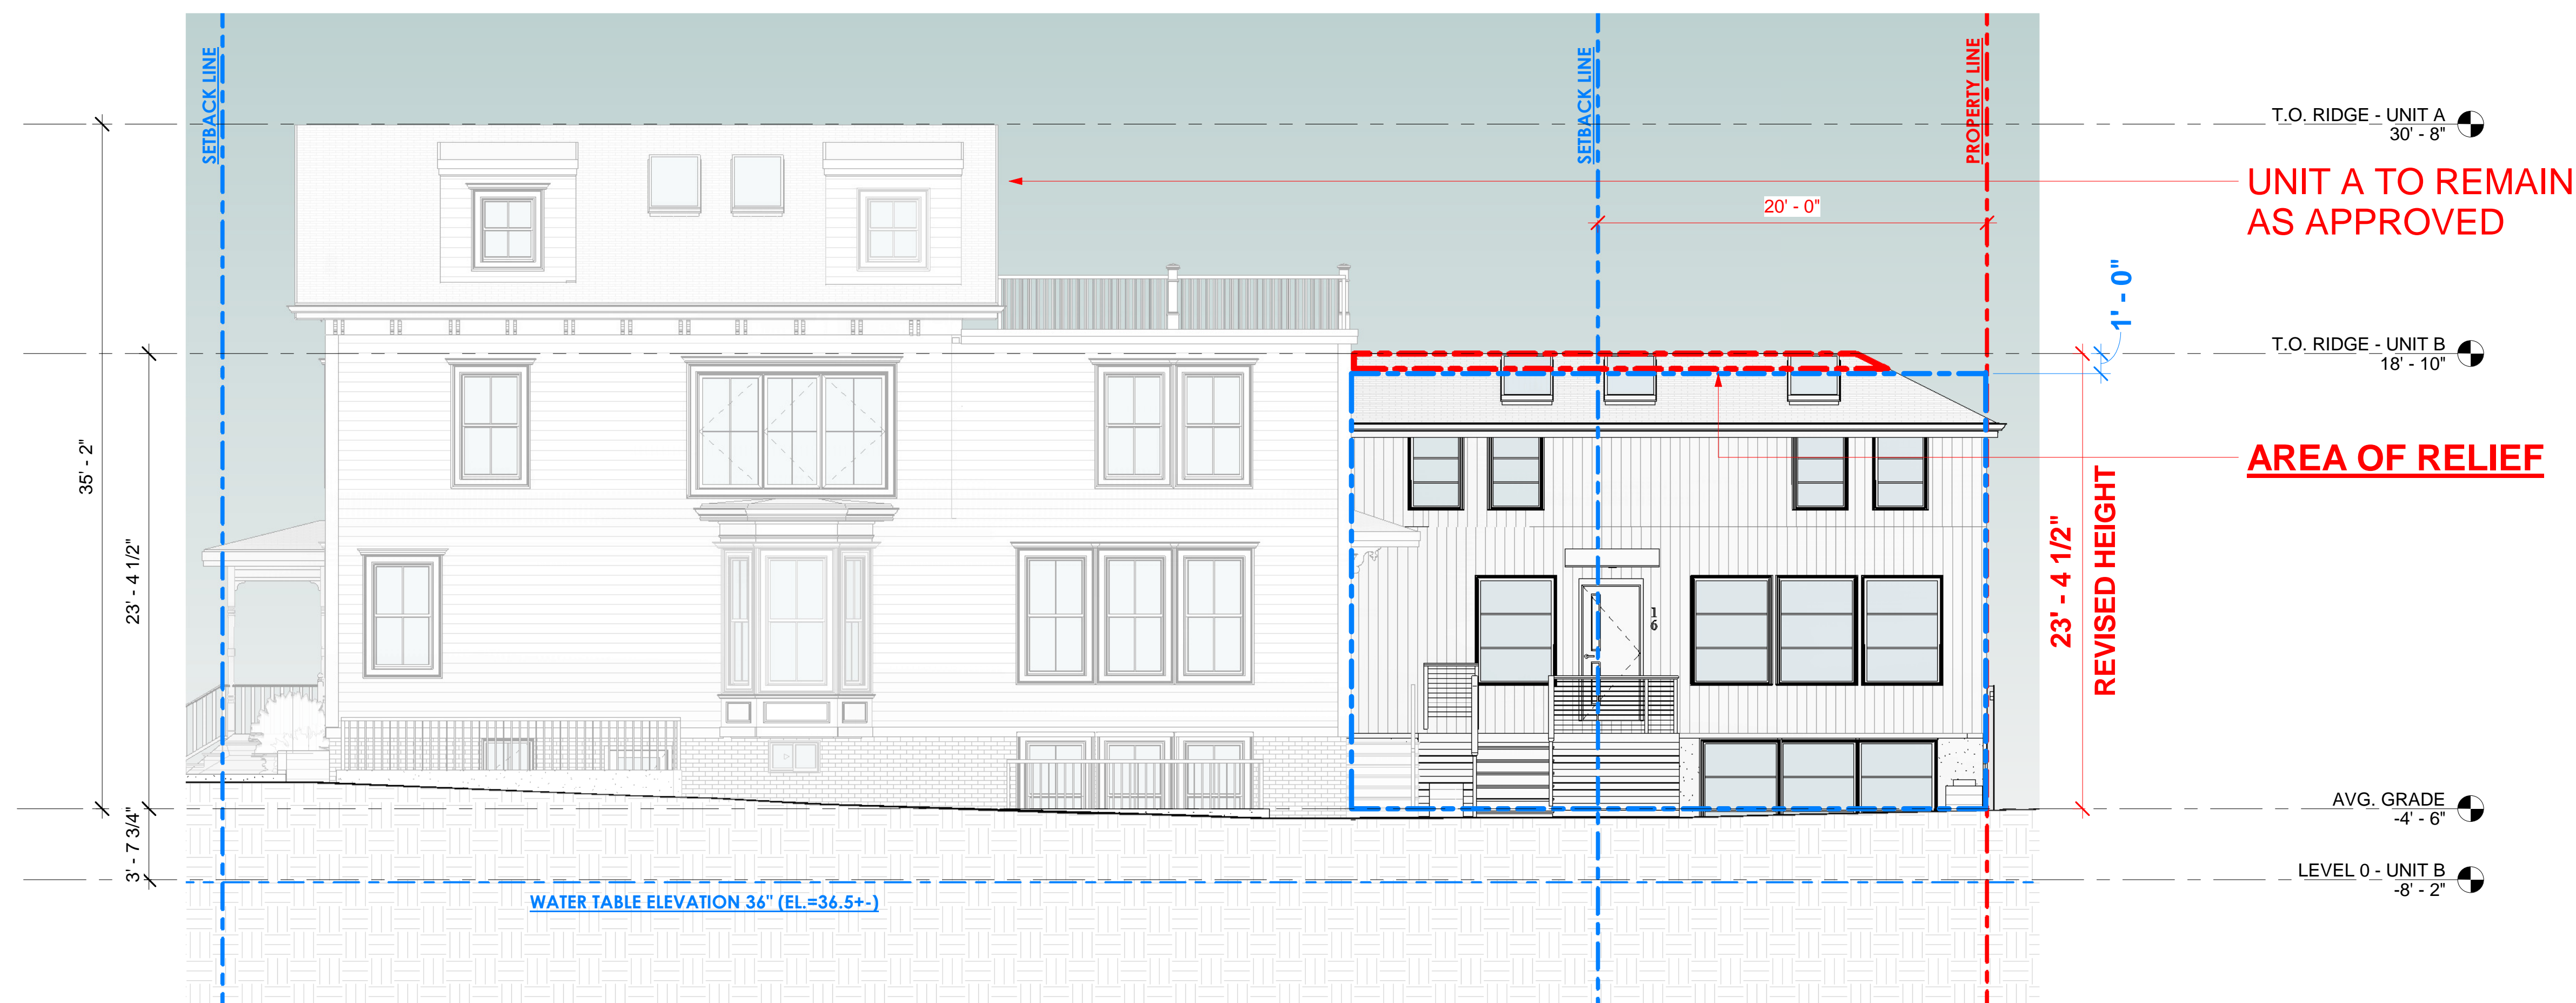 SETBACK LINE
SETBACK LINE
PROPERTY LINE
T.O. RIDGE - UNIT A
30' - 8"
UNIT A TO REMAIN
AS APPROVED
20' - 0"
1' - 0"
T.O. RIDGE - UNIT B
18' - 10"
AREA OF RELIEF
35' - 2"
23' - 4 1/2"
23' - 4 1/2"
REVISED HEIGHT
1
6
3' - 7 3/4"
AVG. GRADE
-4' - 6"
LEVEL 0 - UNIT B
-8' - 2"
WATER TABLE ELEVATION 36" (EL.=36.5+-)